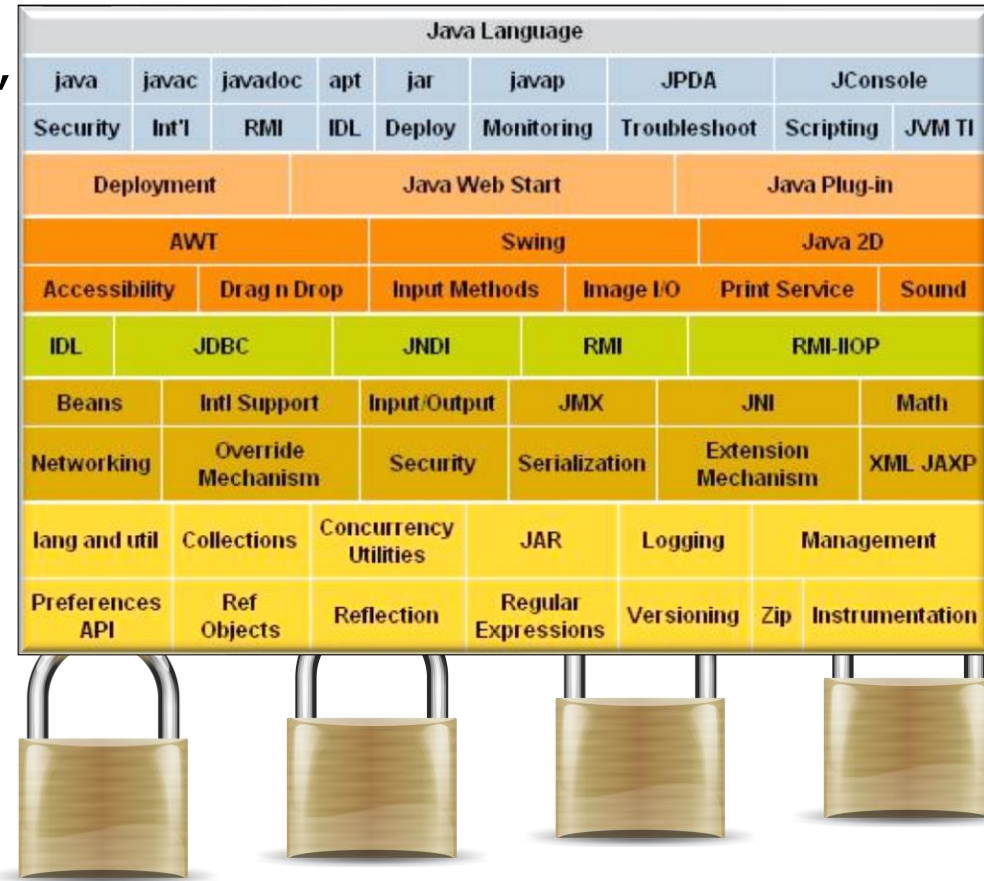 Java Language
java javac javadoc apt jar javap JPDA JConsole
Security Int'l RMI IDL Deploy Monitoring Troubleshoot Scripting JVM TI
Deployment Java Web Start Java Plug-in
AWT Swing Java 2D
Accessibility Drag n Drop Input Methods Image I/O Print Service Sound
IDL JDBC JNDI RMI RMI-IIOP
Beans Intl Support Input/Output JMX JNI Math
Networking Override Mechanism Security Serialization Extension Mechanism XML JAXP
lang and util Collections Concurrency Utilities JAR Logging Management
Preferences API Ref Objects Reflection Regular Expressions Versioning Zip Instrumentation